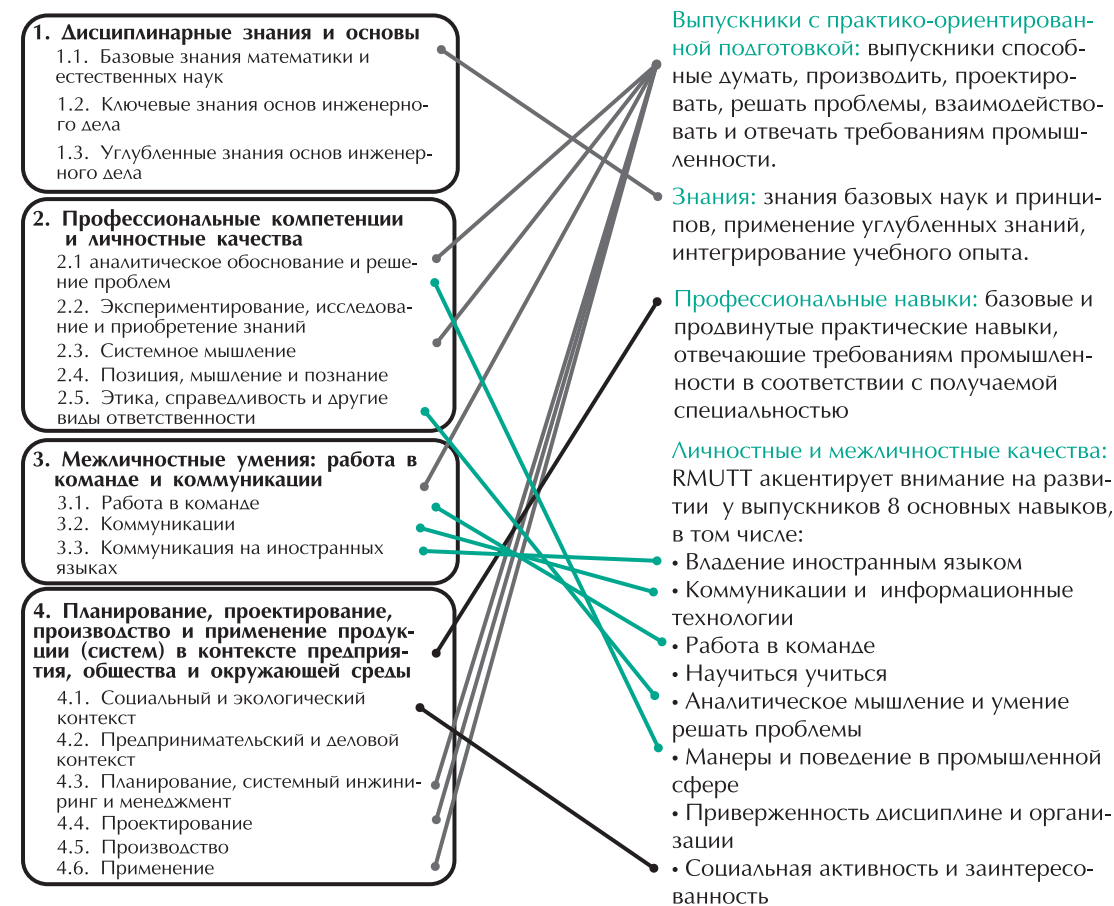 1. Дисциплинарные знания и основы
1.1. Базовые знания математики и
естественных наук
1.2. Ключевые знания основ инженерно-
го дела
1.3. Углубленные знания основ инженер-
ного дела
2. Профессиональные компетенции
и личностные качества
2.1 аналитическое обоснование и реше-
ние проблем
2.2. Экспериментирование, исследова-
ние и приобретение знаний
2.3. Системное мышление
2.4. Позиция, мышление и познание
2.5. Этика, справедливость и другие
виды ответственности
3. Межличностные умения: работа в
команде и коммуникации
3.1. Работа в команде
3.2. Коммуникации
3.3. Коммуникация на иностранных
языках
4. Планирование, проектирование,
производство и применение продук-
ции (систем) в контексте предприя-
тия, общества и окружающей среды
4.1. Социальный и экологический
контекст
4.2. Предпринимательский и деловой
контекст
4.3. Планирование, системный инжини-
ринг и менеджмент
4.4. Проектирование
4.5. Производство
4.6. Применение
Выпускники с практико-ориентирован-
ной подготовкой: выпускники способ-
ные думать, производить, проектиро-
вать, решать проблемы, взаимодейство-
вать и отвечать требованиям промыш-
ленности.
Знания: знания базовых наук и принци-
пов, применение углубленных знаний,
интегрирование учебного опыта.
Профессиональные навыки: базовые и
продвинутые практические навыки,
отвечающие требованиям промышлен-
ности в соответствии с получаемой
специальностью
Личностные и межличностные качества:
RMUTT акцентирует внимание на разви-
тии у выпускников 8 основных навыков,
в том числе:
• Владение иностранным языком
• Коммуникации и информационные
технологии
• Работа в команде
• Научиться учиться
• Аналитическое мышление и умение
решать проблемы
• Манеры и поведение в промышленной
сфере
• Приверженность дисциплине и органи-
зации
• Социальная активность и заинтересо-
ванность